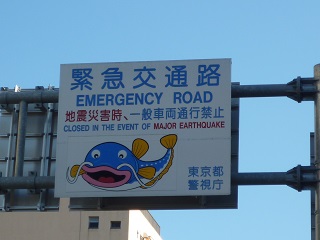 緊急交通路
EMERGENCY ROAD
地震災害時、一般車両通行禁止
CLOSED IN THE EVENT OF MAJOR EARTHQUAKE
東京都
警視庁